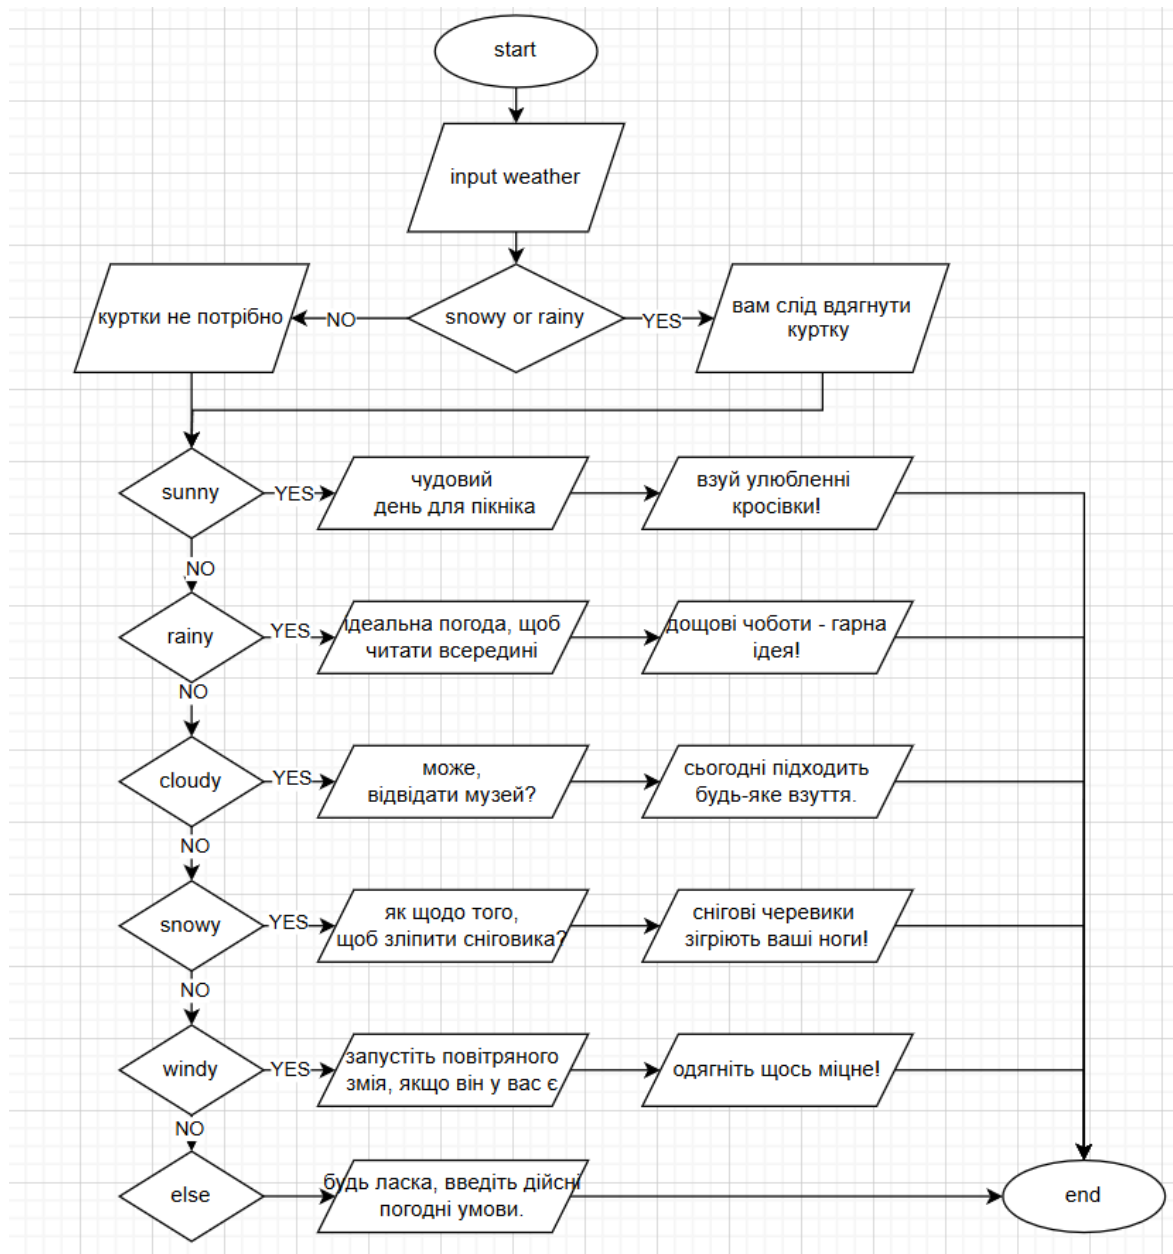 start
input weather
куртки не потрібно
NO
snowy or rainy
YES
вам слід вдягнути
куртку
sunny
YES
чудовий
день для пікніка
взуй улюбленні
кросівки!
NO
rainy
YES
ідеальна погода, щоб
читати всередині
дощові чоботи - гарна
ідея!
NO
cloudy
YES
може,
відвідати музей?
сьогодні підходить
будь-яке взуття.
NO
snowy
YES
як щодо того,
щоб зліпити сніговика?
снігові черевики
зігріють ваші ноги!
NO
windy
YES
запустіть повітряного
змія, якщо він у вас є
одягніть щось міцне!
NO
else
будь ласка, введіть дійсні
погодні умови.
end